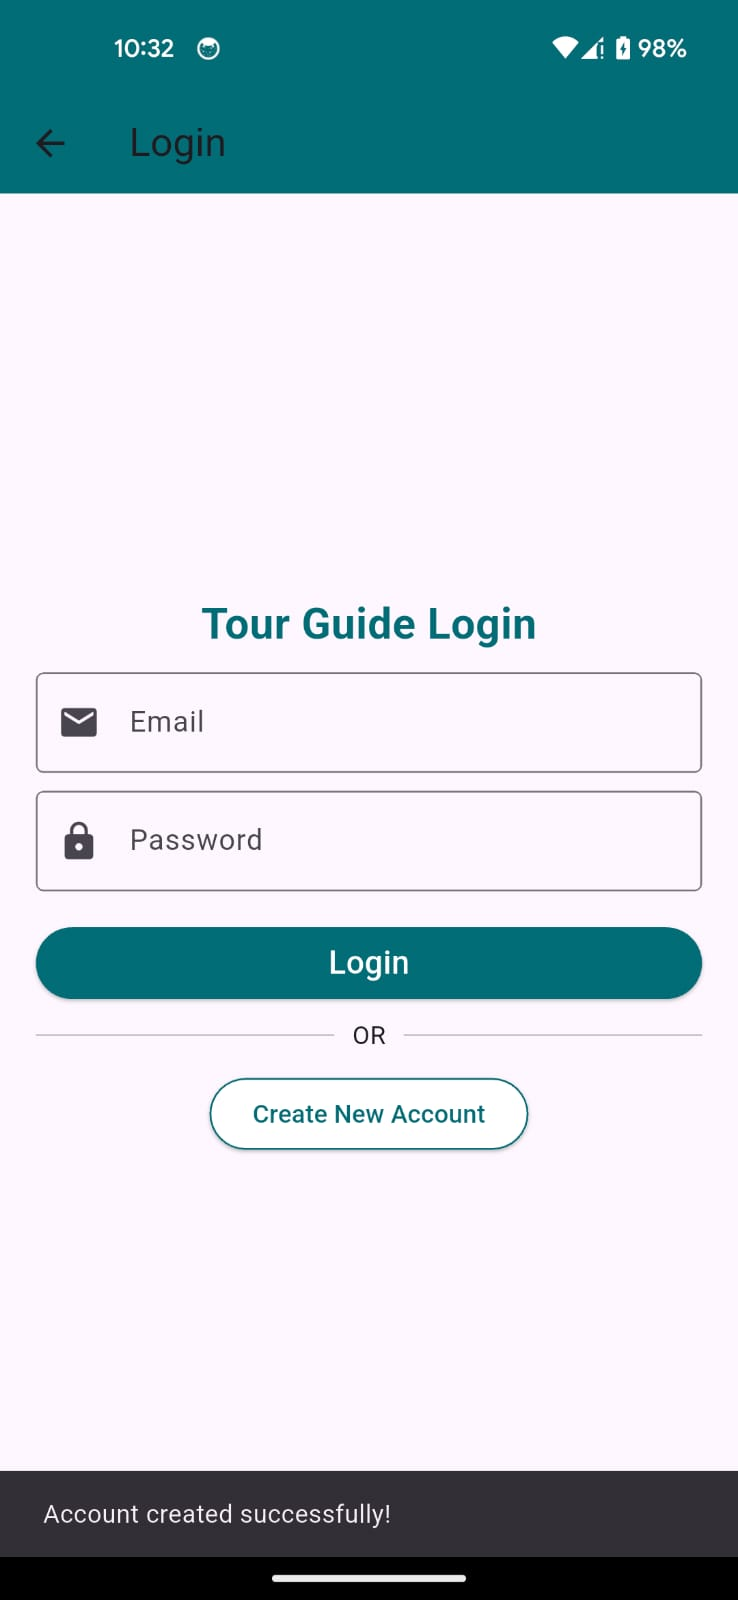 10:32 98%
Login
Tour Guide Login
Email
Password
Login
OR
Create New Account
Account created successfully!